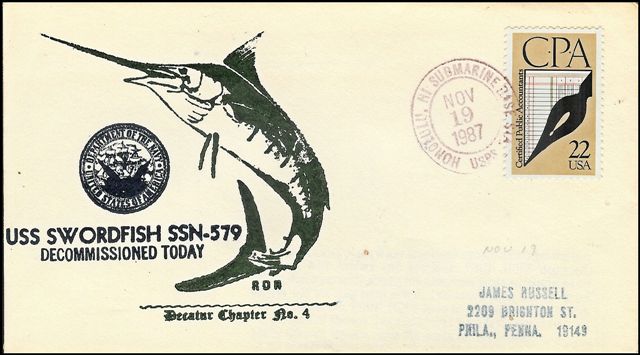 DEPARTMENT OF THE NAVY
UNITED STATES OF AMERICA
USS SWORDFISH SSN-579
DECOMMISSIONED TODAY
RON
Decatur Chapter No. 4
HONOLULU, HI SUBMARINE BASE STA
NOV
19
1987
USPS
CPA
Certified Public Accountants
22
USA
NOV 19
JAMES RUSSELL
2209 BRIGHTON ST.
PHILA., PENNA. 19149